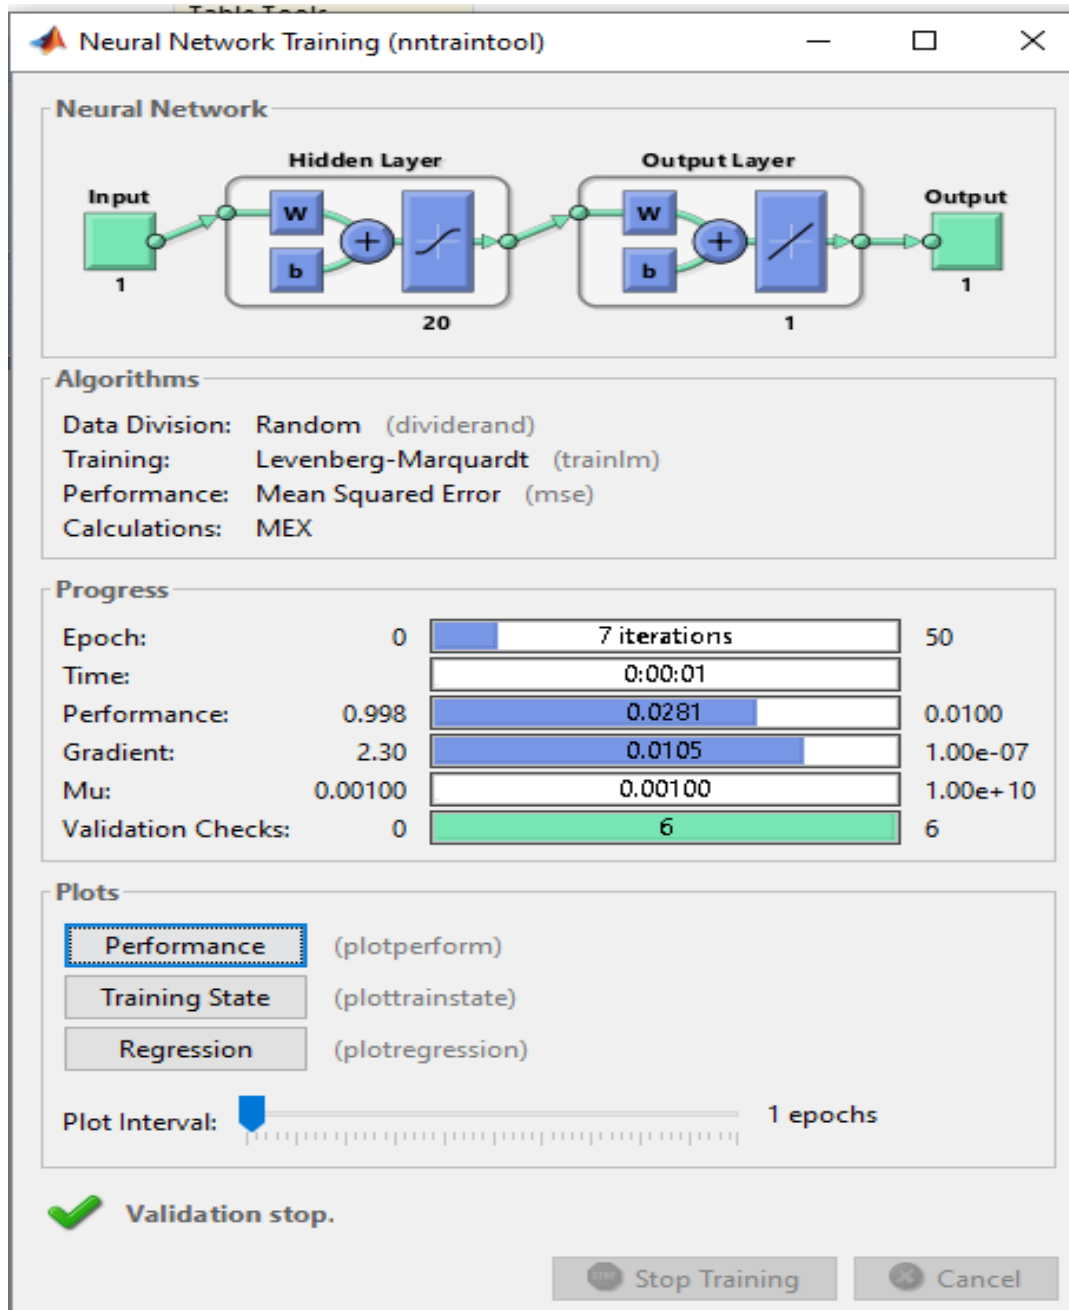 Table Tools
Neural Network Training (nntraintool)
Neural Network
Hidden Layer Output Layer
Input Output
W W
b b
1 1
20 1
Algorithms
Data Division: Random (dividerand)
Training: Levenberg-Marquardt (trainlm)
Performance: Mean Squared Error (mse)
Calculations: MEX
Progress
Epoch: 0 7 iterations 50
Time: 0:00:01
Performance: 0.998 0.0281 0.0100
Gradient: 2.30 0.0105 1.00e-07
Mu: 0.00100 0.00100 1.00e+10
Validation Checks: 0 6 6
Plots
Performance (plotperform)
Training State (plottrainstate)
Regression (plotregression)
Plot Interval: 1 epochs
Validation stop.
STOP Stop Training Cancel